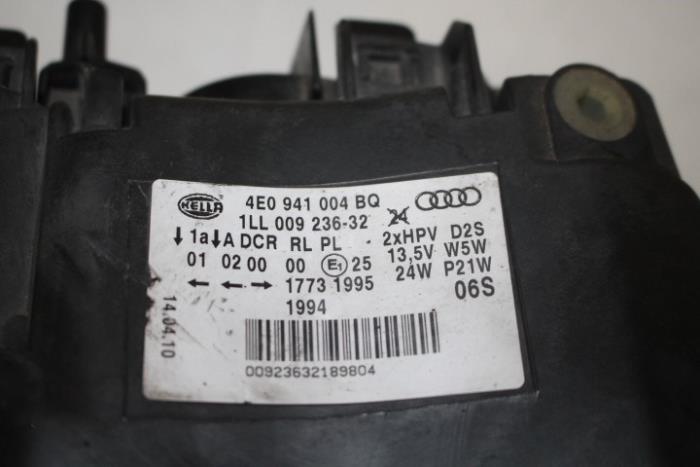 HELLA 4E0 941 004 BQ
1LL 009 236-32 24
↓1a↓A DCR RL PL - 2xHPV D2S
01 02 00 00 E1 25 13,5V W5W
← ← → 1773 1995 24W P21W
1994 06S
14.04.10
00923632189804